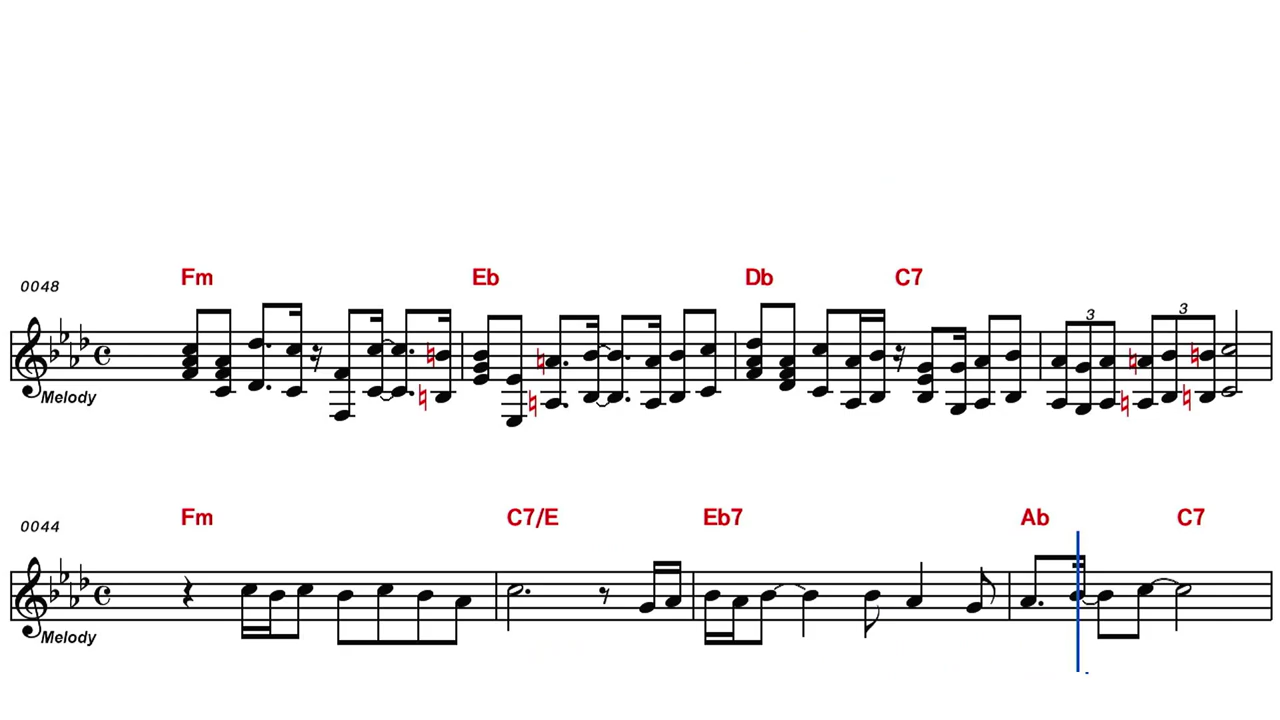 Fm Eb Db C7
0048
3 3
Melody
Fm C7/E Eb7 Ab C7
0044
Melody